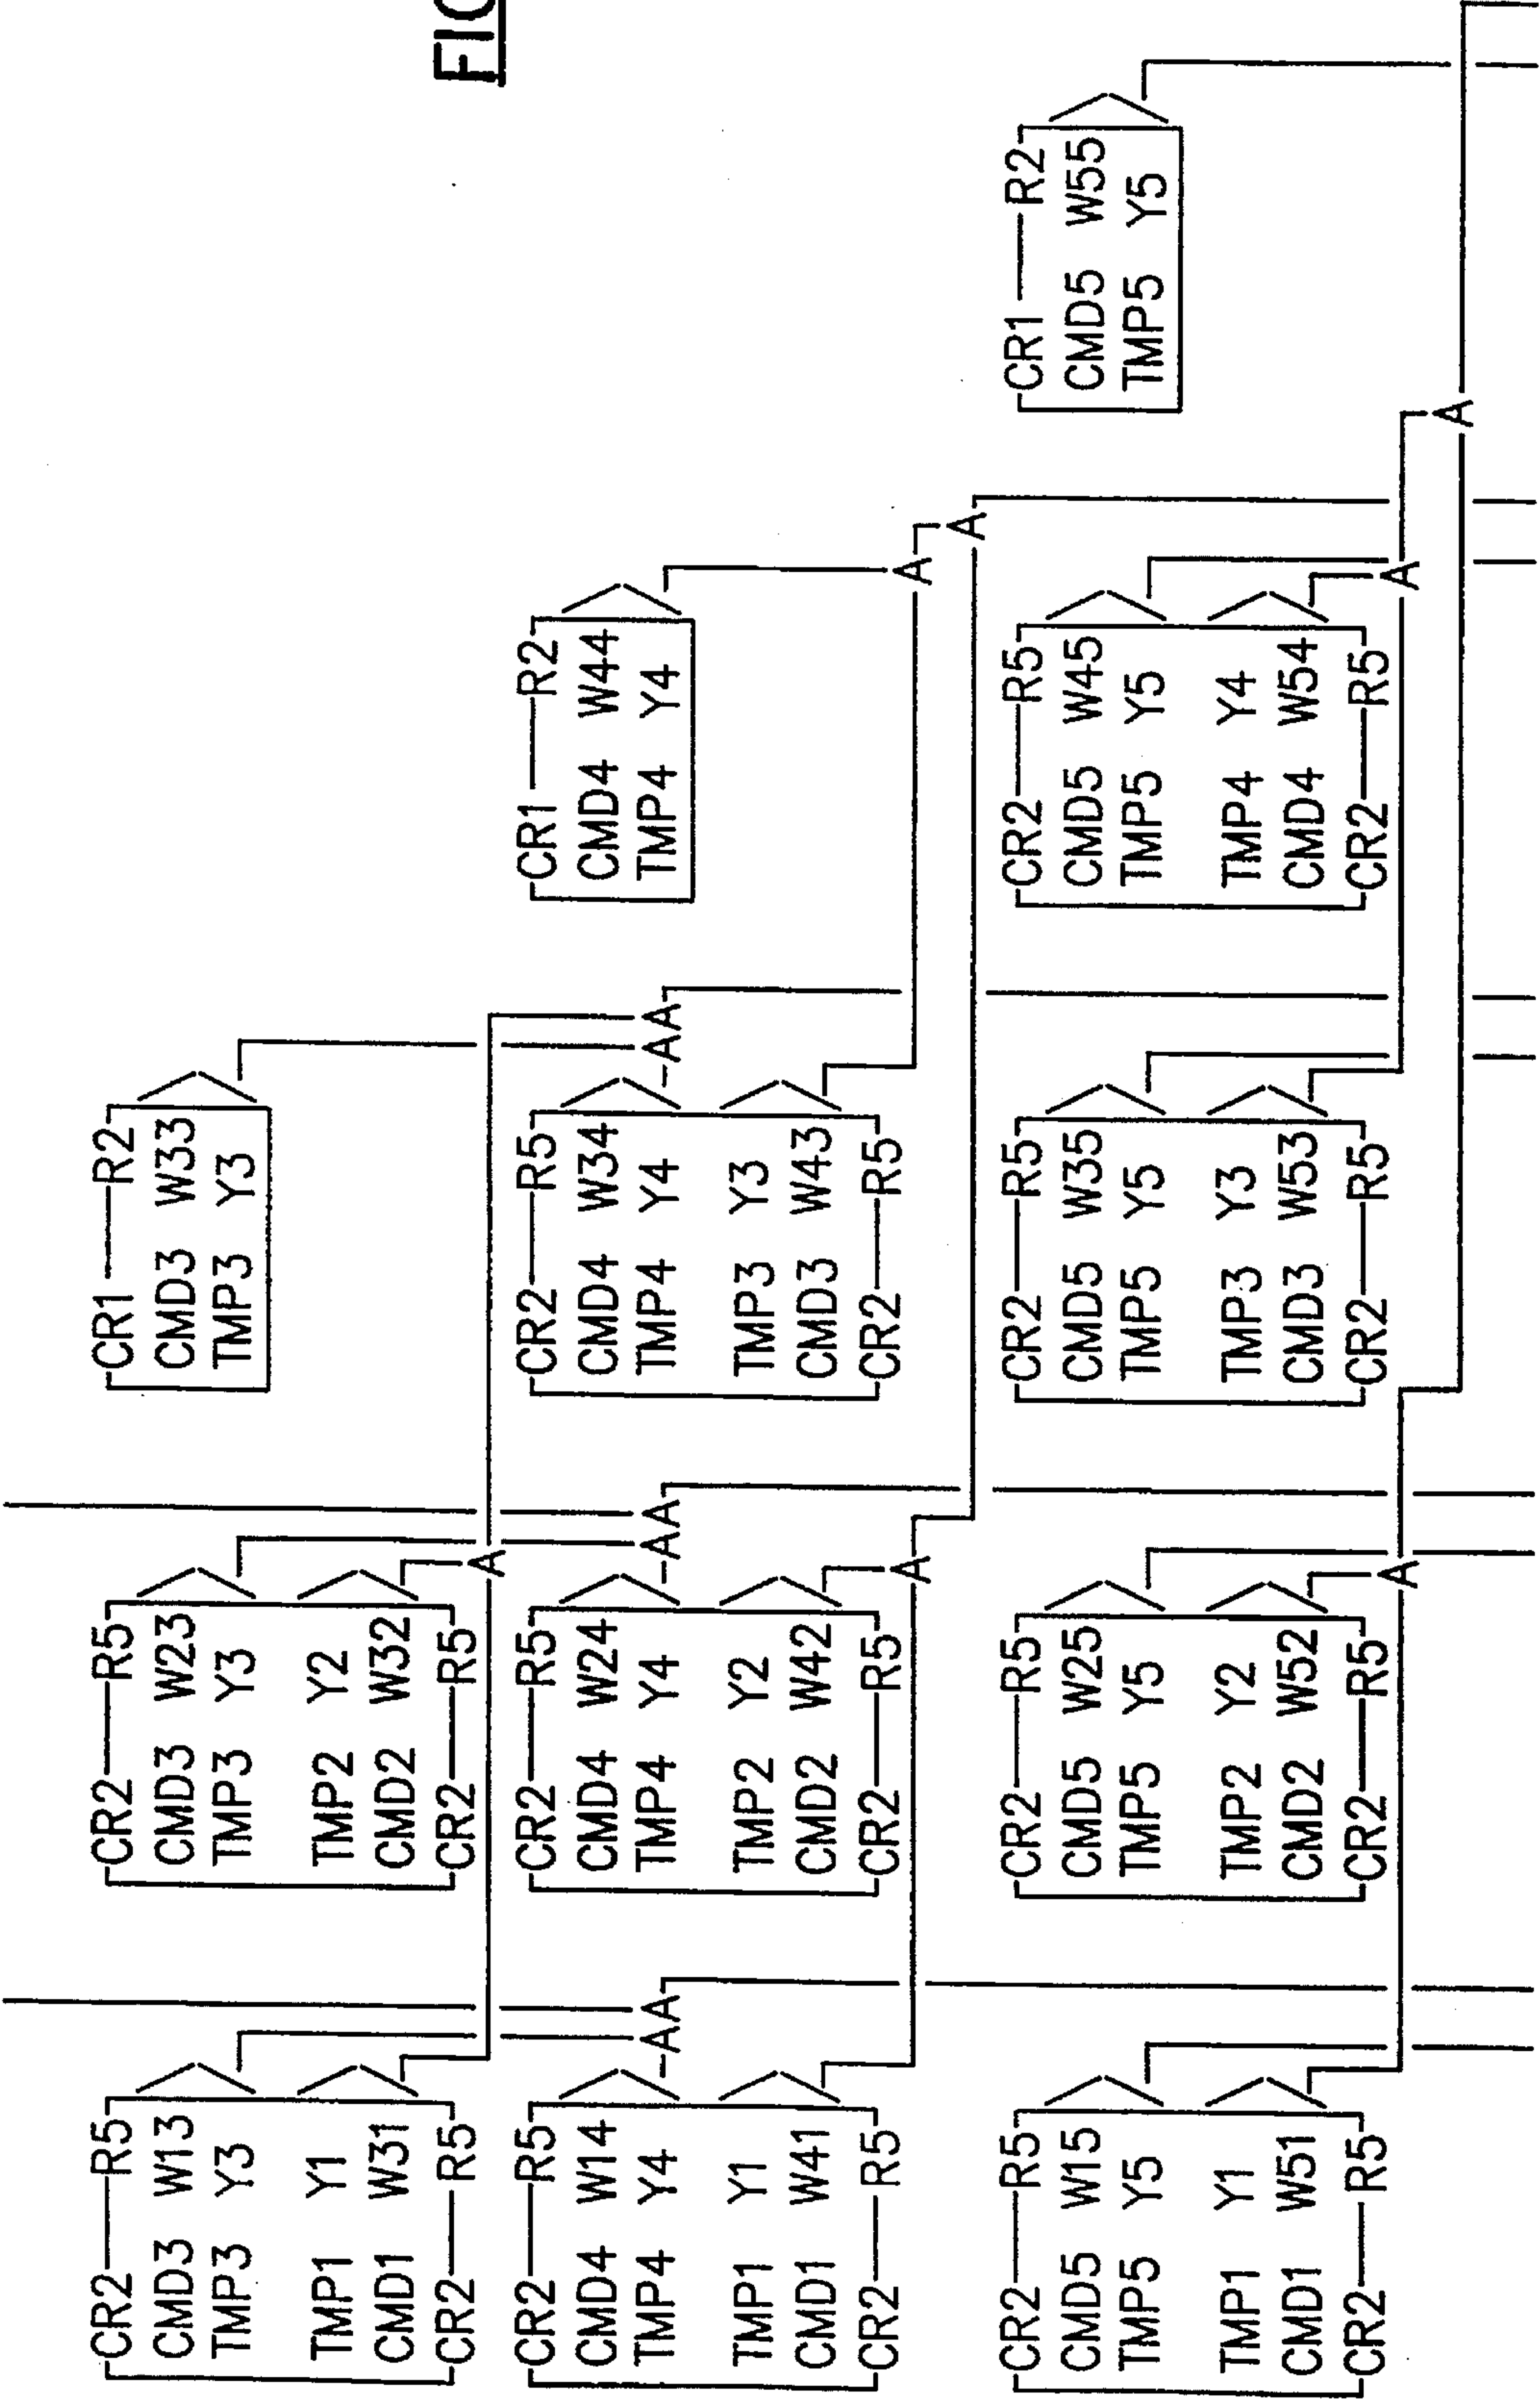 FIG
CR2 R5
CMD3 W13
TMP3 Y3
TMP1 Y1
CMD1 W31
CR2 R5
CR2 R5
CMD3 W23
TMP3 Y3
TMP2 Y2
CMD2 W32
CR2 R5
A
CR1 R2
CMD3 W33
TMP3 Y3
CR2 R5
CMD4 W14
TMP4 Y4
A A
TMP1 Y1
CMD1 W41
CR2 R5
CR2 R5
CMD4 W24
TMP4 Y4
A A
TMP2 Y2
CMD2 W42
CR2 R5
A
CR2 R5
CMD4 W34
TMP4 Y4
A A
TMP3 Y3
CMD3 W43
CR2 R5
CR1 R2
CMD4 W44
TMP4 Y4
A
A
CR2 R5
CMD5 W15
TMP5 Y5
TMP1 Y1
CMD1 W51
CR2 R5
CR2 R5
CMD5 W25
TMP5 Y5
TMP2 Y2
CMD2 W52
CR2 R5
A
CR2 R5
CMD5 W35
TMP5 Y5
TMP3 Y3
CMD3 W53
CR2 R5
CR2 R5
CMD5 W45
TMP5 Y5
TMP4 Y4
CMD4 W54
CR2 R5
A
CR1 R2
CMD5 W55
TMP5 Y5
A